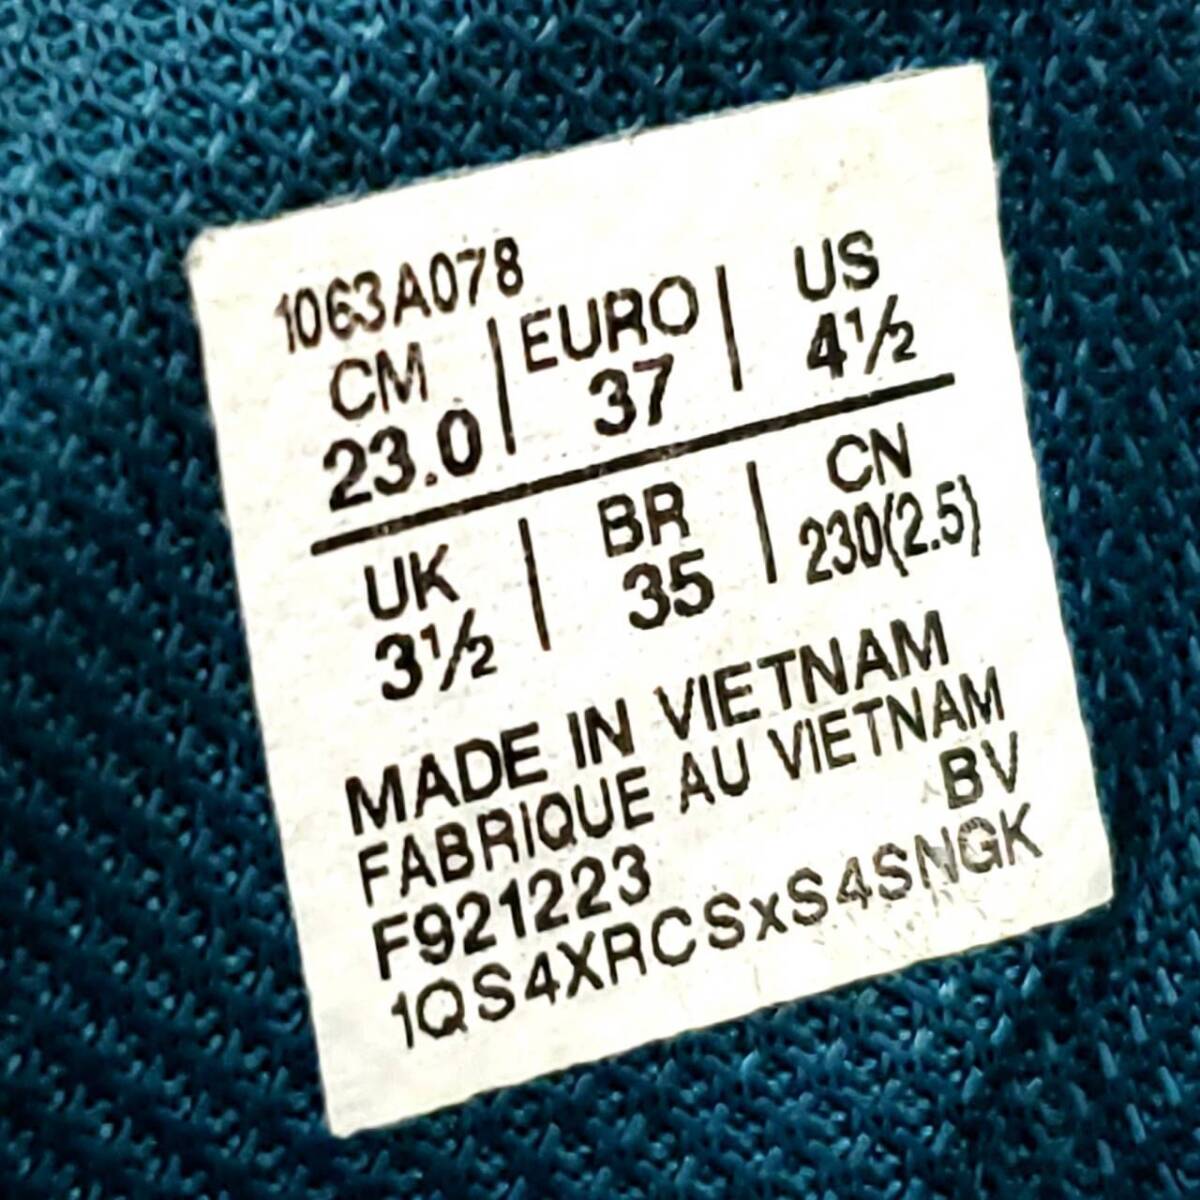 1063A078
CM | EURO | US
23.0 | 37 | 4½
UK | BR | CN
3½ | 35 | 230(2.5)
MADE IN VIETNAM
FABRIQUE AU VIETNAM
BV
F921223
1QS4XRCSxS4SNGK